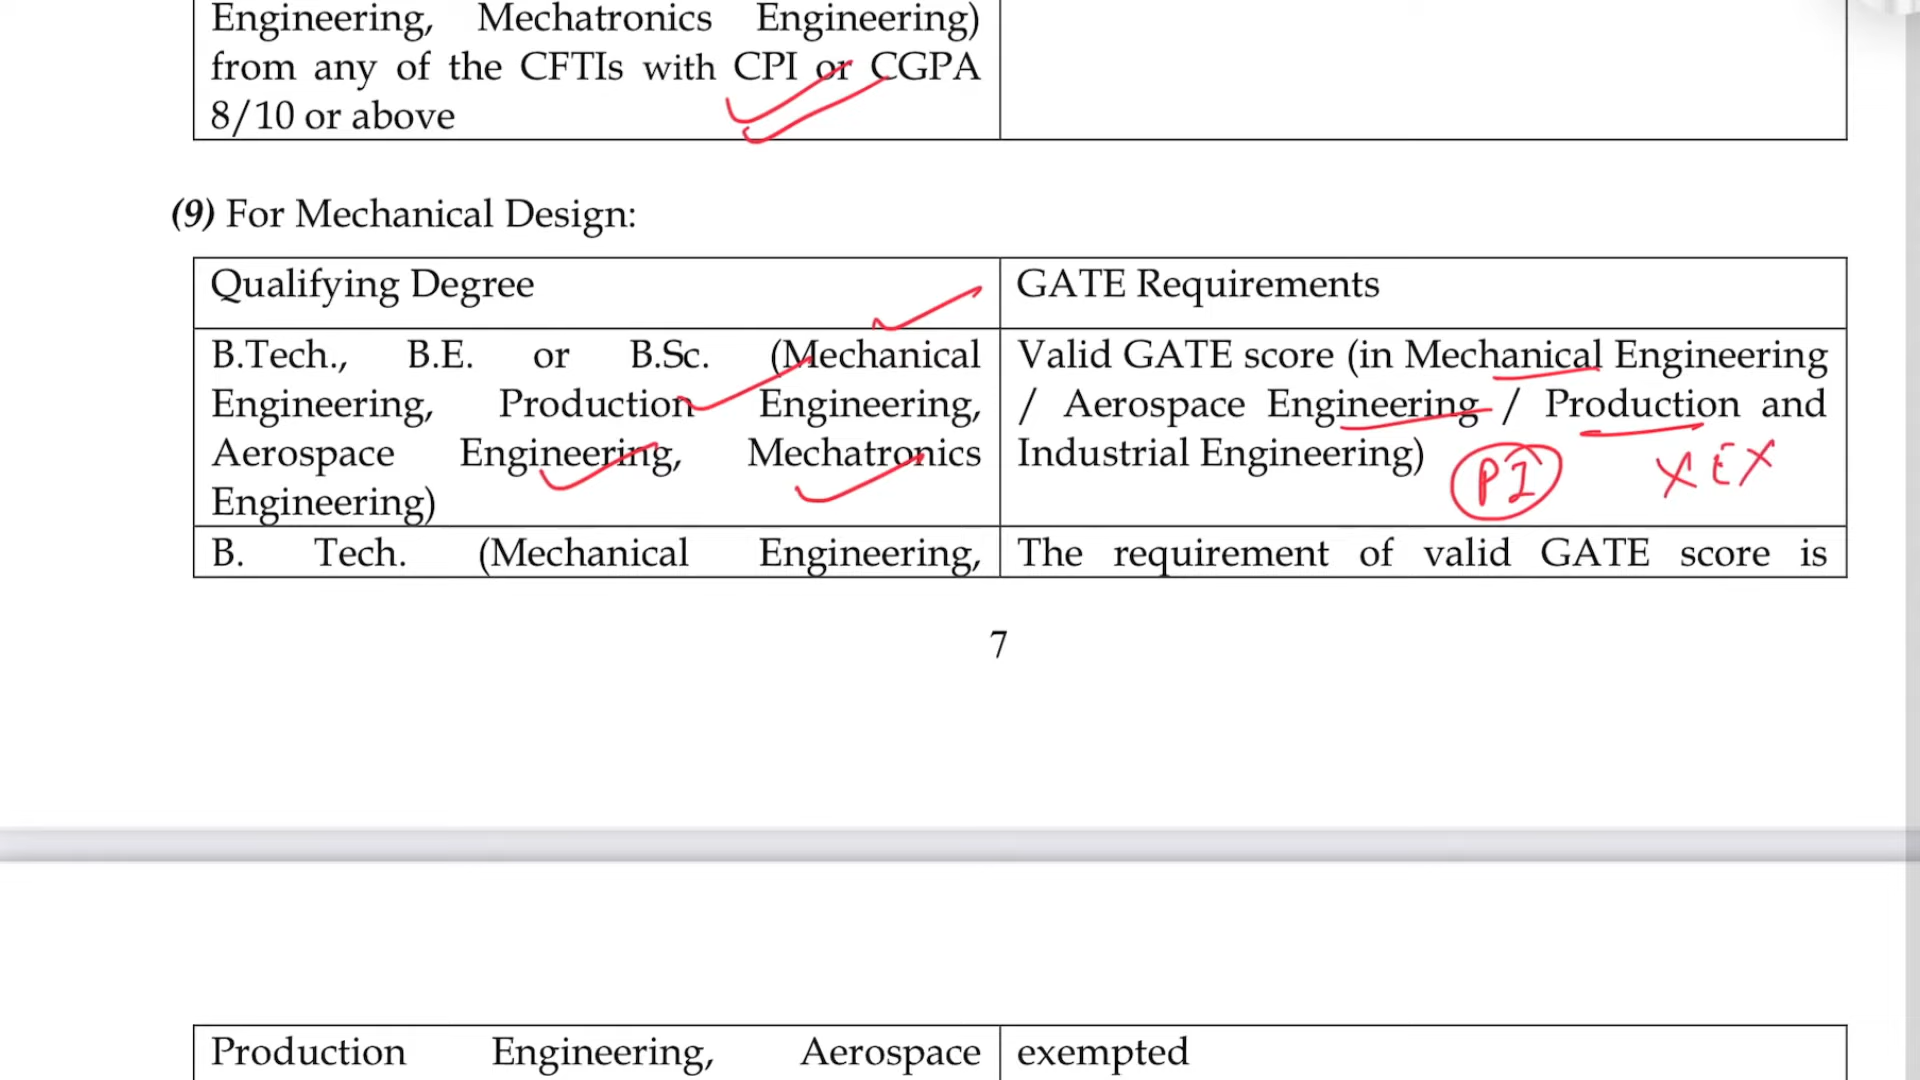 Engineering, Mechatronics Engineering)
from any of the CFTIs with CPI or CGPA
8/10 or above
(9) For Mechanical Design:
Qualifying Degree
GATE Requirements
B.Tech., B.E. or B.Sc. (Mechanical
Engineering, Production Engineering,
Aerospace Engineering, Mechatronics
Engineering)
Valid GATE score (in Mechanical Engineering
/ Aerospace Engineering / Production and
Industrial Engineering)
PI
XEX
B. Tech. (Mechanical Engineering,
The requirement of valid GATE score is
7
Production Engineering, Aerospace
exempted